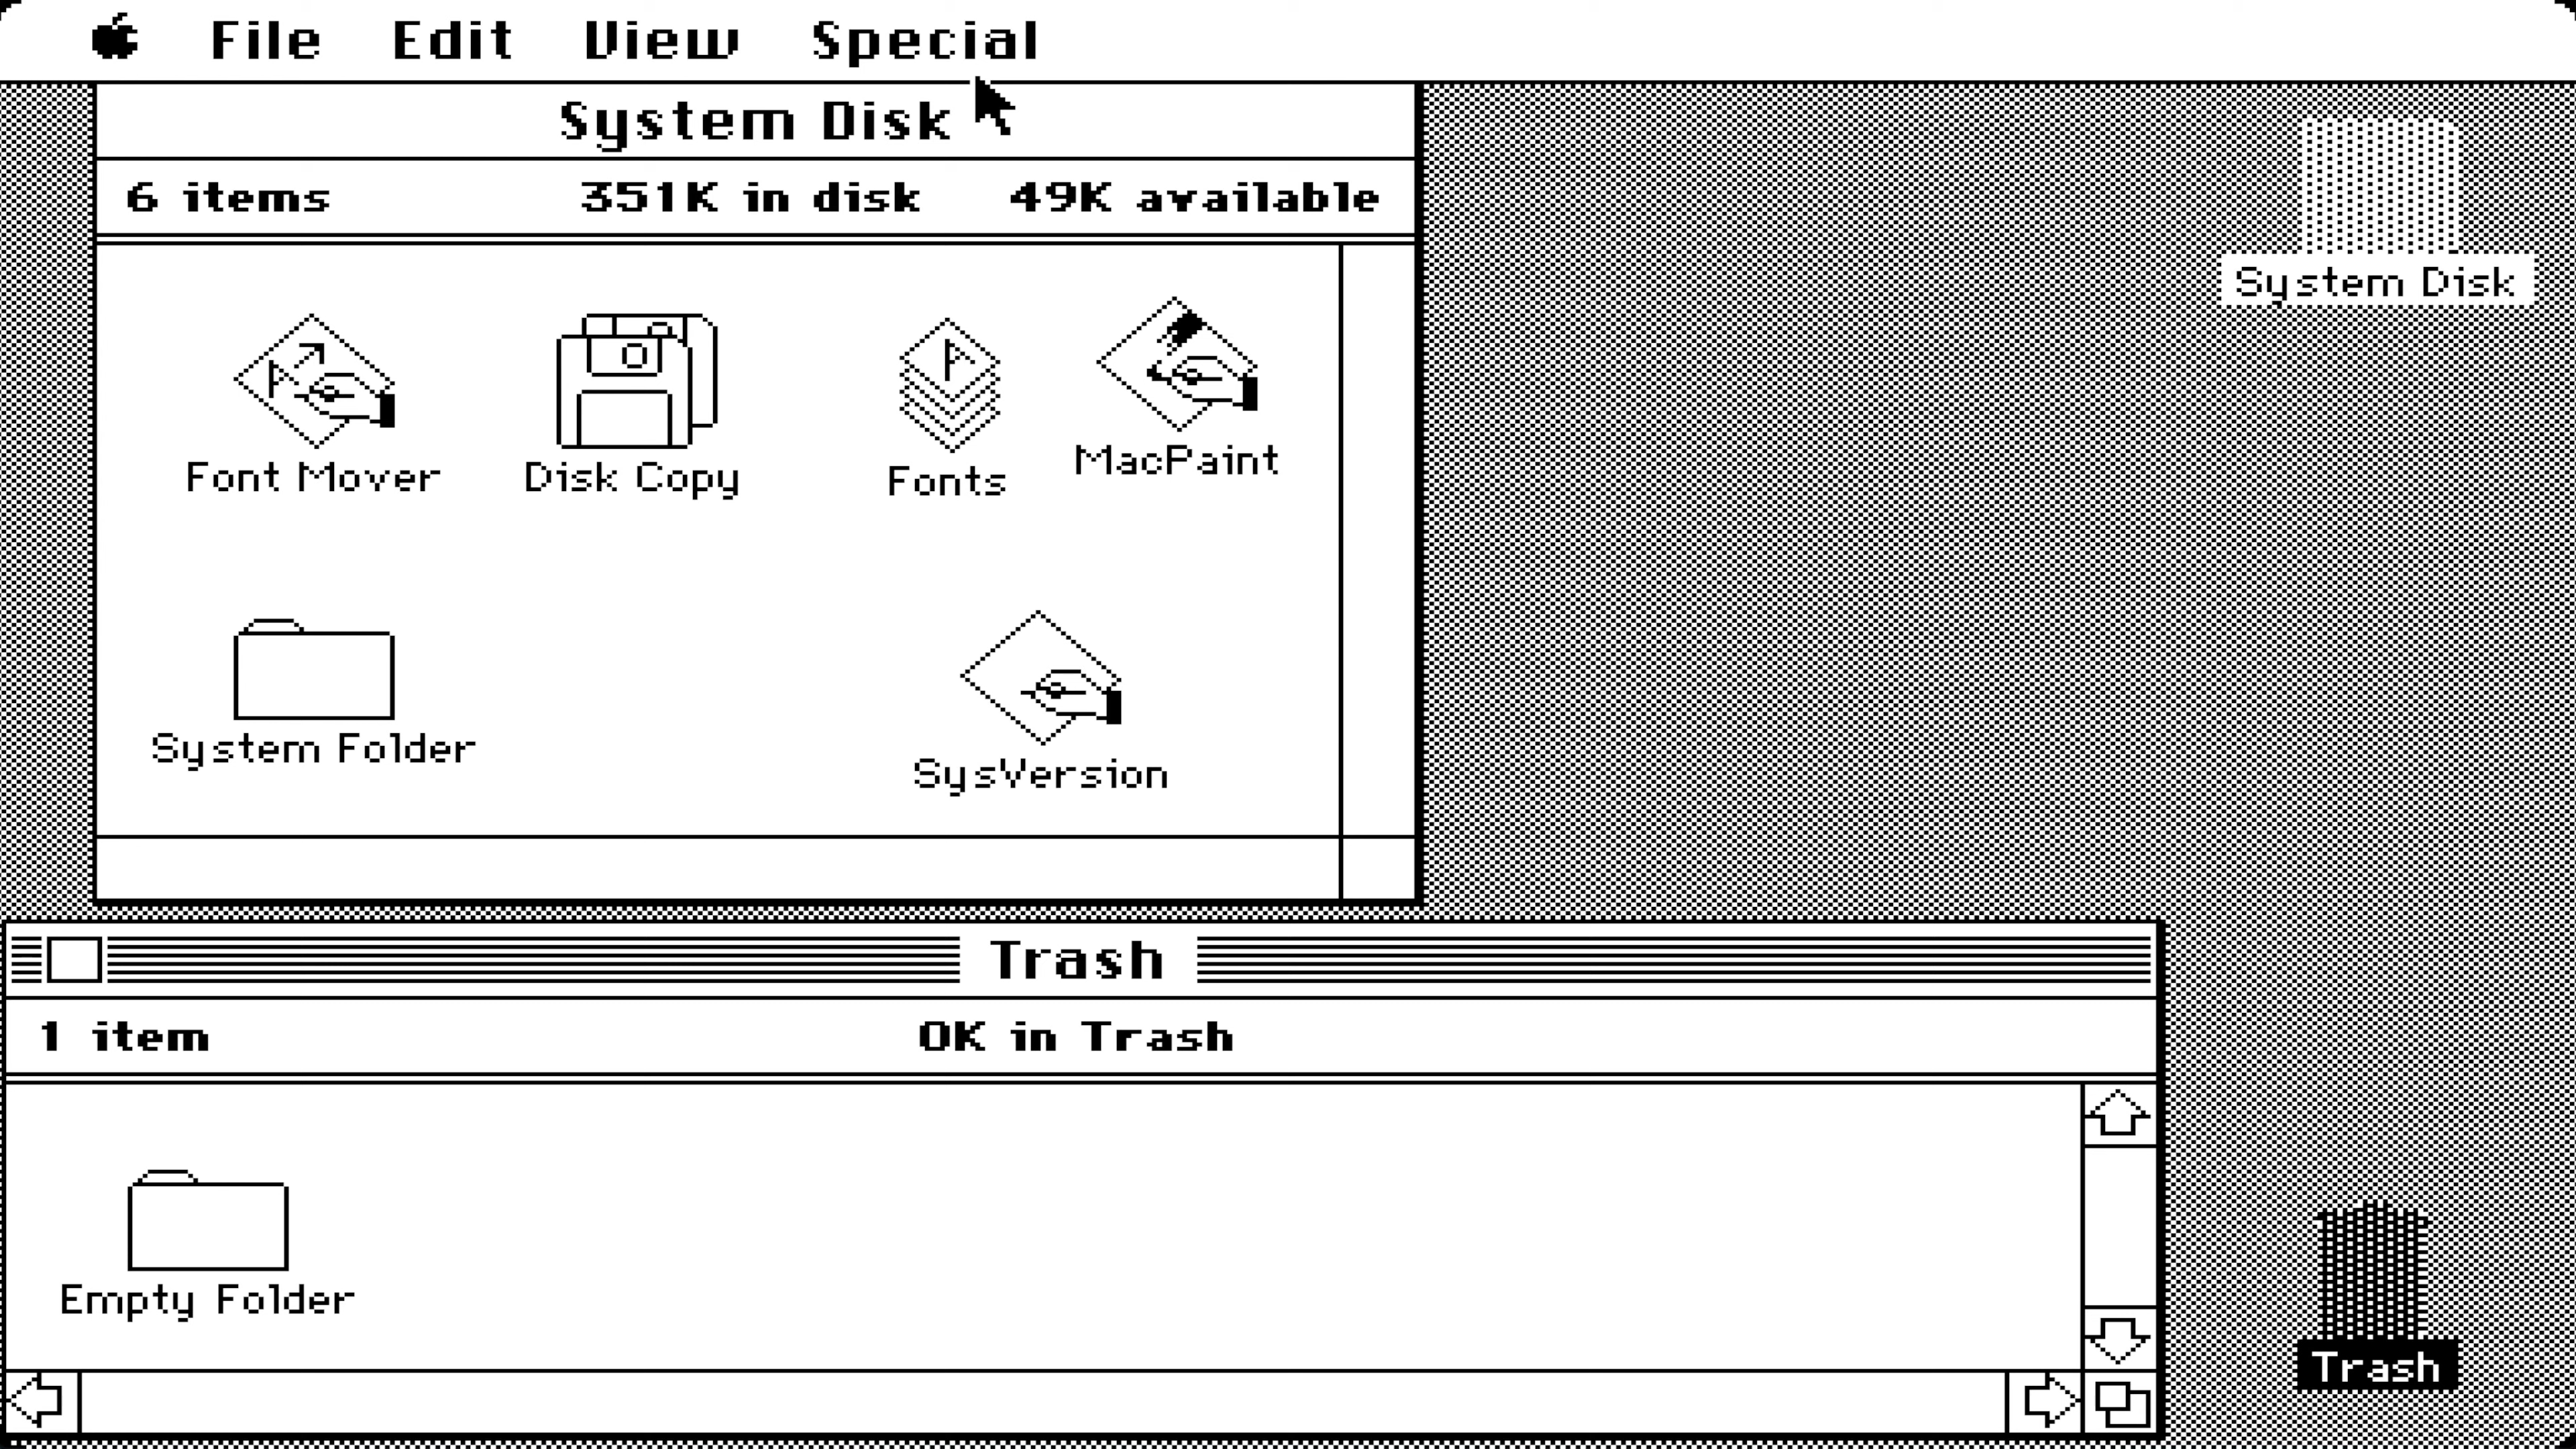 File Edit View Special
System Disk
6 items 351K in disk 49K available
Font Mover Disk Copy Fonts MacPaint
System Folder SysVersion
System Disk
Trash
1 item 0K in Trash
Empty Folder
Trash